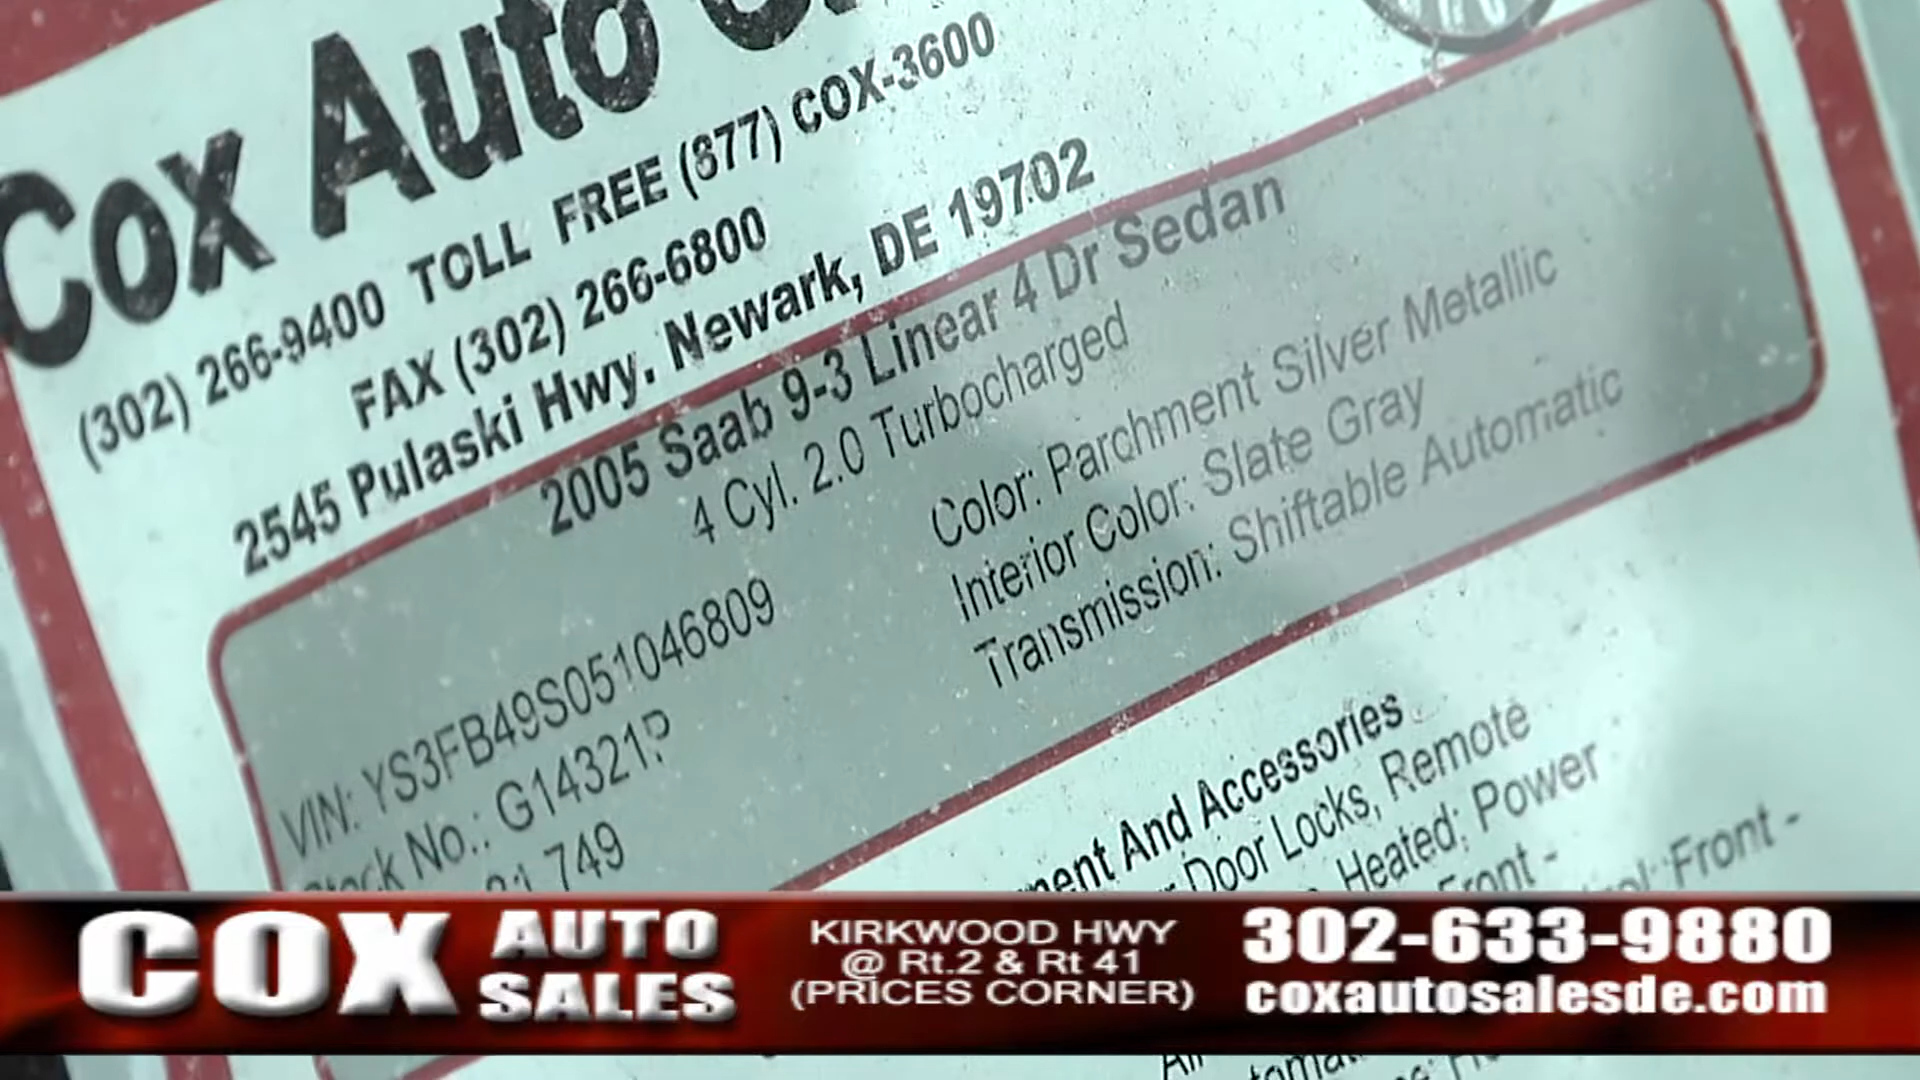 Cox Auto
(302) 266-9400 TOLL FREE (877) COX-3600
FAX (302) 266-6800
2545 Pulaski Hwy. Newark, DE 19702
2005 Saab 9-3 Linear 4 Dr Sedan
4 Cyl. 2.0 Turbocharged
Color: Parchment Silver Metallic
Interior Color: Slate Gray
Transmission: Shiftable Automatic
VIN: YS3FB49S051046809
No.: G14321P
749
And Accessories
Door Locks, Remote
Heated; Power
Front -
Front -
COX AUTO SALES
KIRKWOOD HWY
@ Rt.2 & Rt 41
(PRICES CORNER)
302-633-9880
coxautosalesde.com